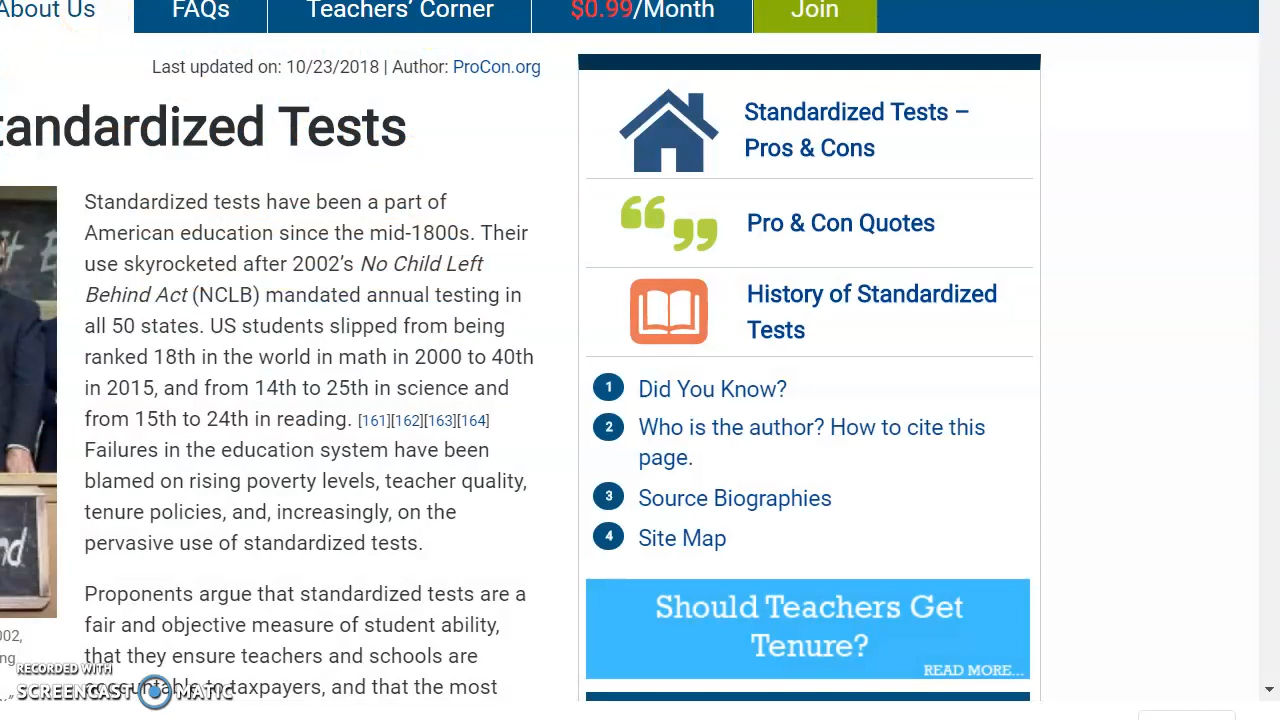 About Us
FAQs
Teachers’ Corner
$0.99/Month
Join
Last updated on: 10/23/2018 | Author: ProCon.org
tandardized Tests
Standardized tests have been a part of
American education since the mid-1800s. Their
use skyrocketed after 2002’s No Child Left
Behind Act (NCLB) mandated annual testing in
all 50 states. US students slipped from being
ranked 18th in the world in math in 2000 to 40th
in 2015, and from 14th to 25th in science and
from 15th to 24th in reading. [161][162][163][164]
Failures in the education system have been
blamed on rising poverty levels, teacher quality,
tenure policies, and, increasingly, on the
pervasive use of standardized tests.
Proponents argue that standardized tests are a
fair and objective measure of student ability,
that they ensure teachers and schools are
accountable to taxpayers, and that the most
002,
ng
nd
Standardized Tests –
Pros & Cons
Pro & Con Quotes
History of Standardized
Tests
1 Did You Know?
2 Who is the author? How to cite this
page.
3 Source Biographies
4 Site Map
Should Teachers Get
Tenure?
READ MORE...
RECORDED WITH
SCREENCAST MATIC